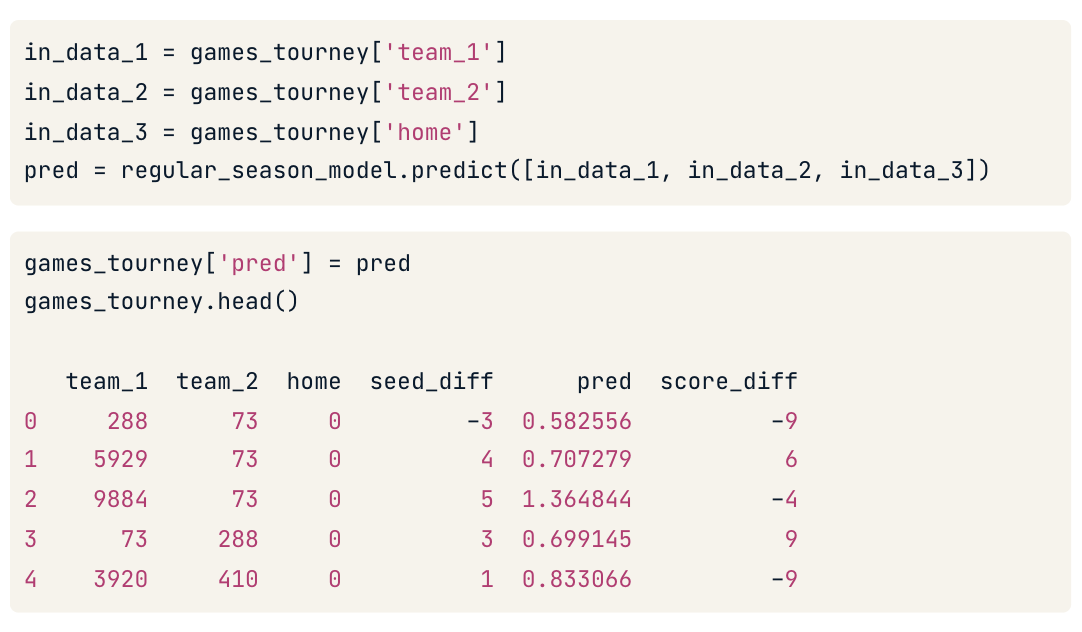 in_data_1 = games_tourney['team_1']
in_data_2 = games_tourney['team_2']
in_data_3 = games_tourney['home']
pred = regular_season_model.predict([in_data_1, in_data_2, in_data_3])
games_tourney['pred'] = pred
games_tourney.head()
   team_1  team_2  home  seed_diff      pred  score_diff
0     288      73     0         -3  0.582556          -9
1    5929      73     0          4  0.707279           6
2    9884      73     0          5  1.364844          -4
3      73     288     0          3  0.699145           9
4    3920     410     0          1  0.833066          -9